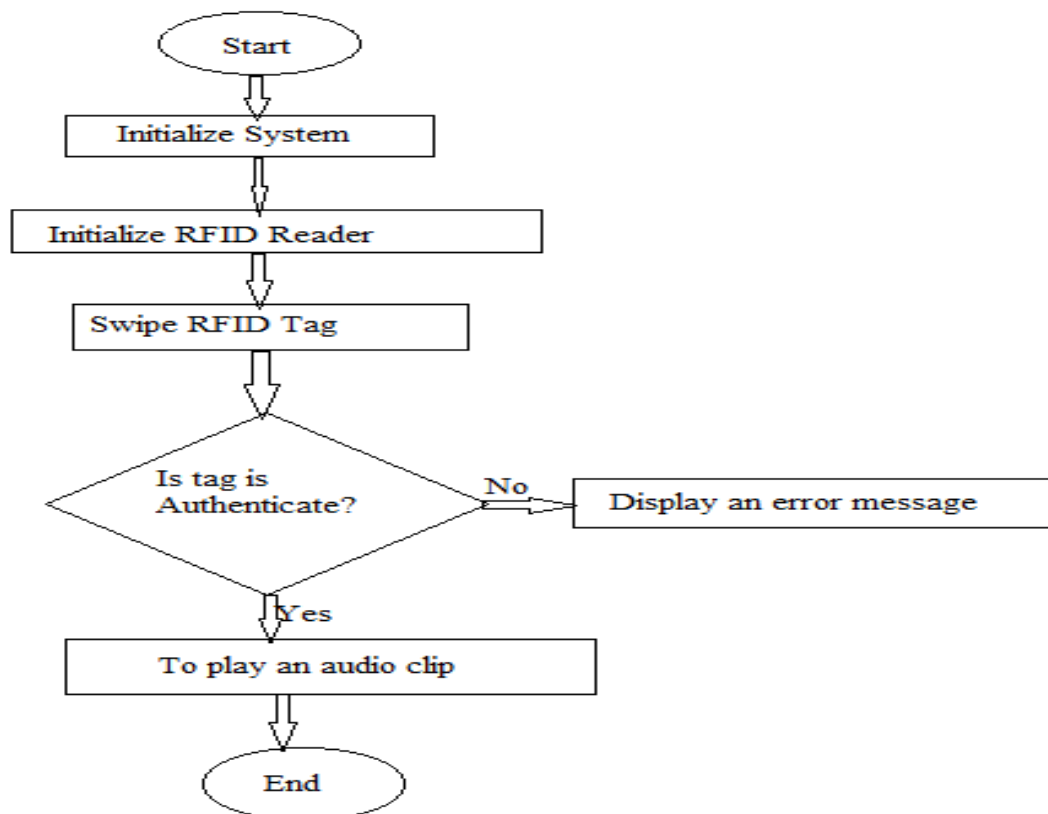 Start
Initialize System
Initialize RFID Reader
Swipe RFID Tag
Is tag is
Authenticate?
No
Display an error message
Yes
To play an audio clip
End